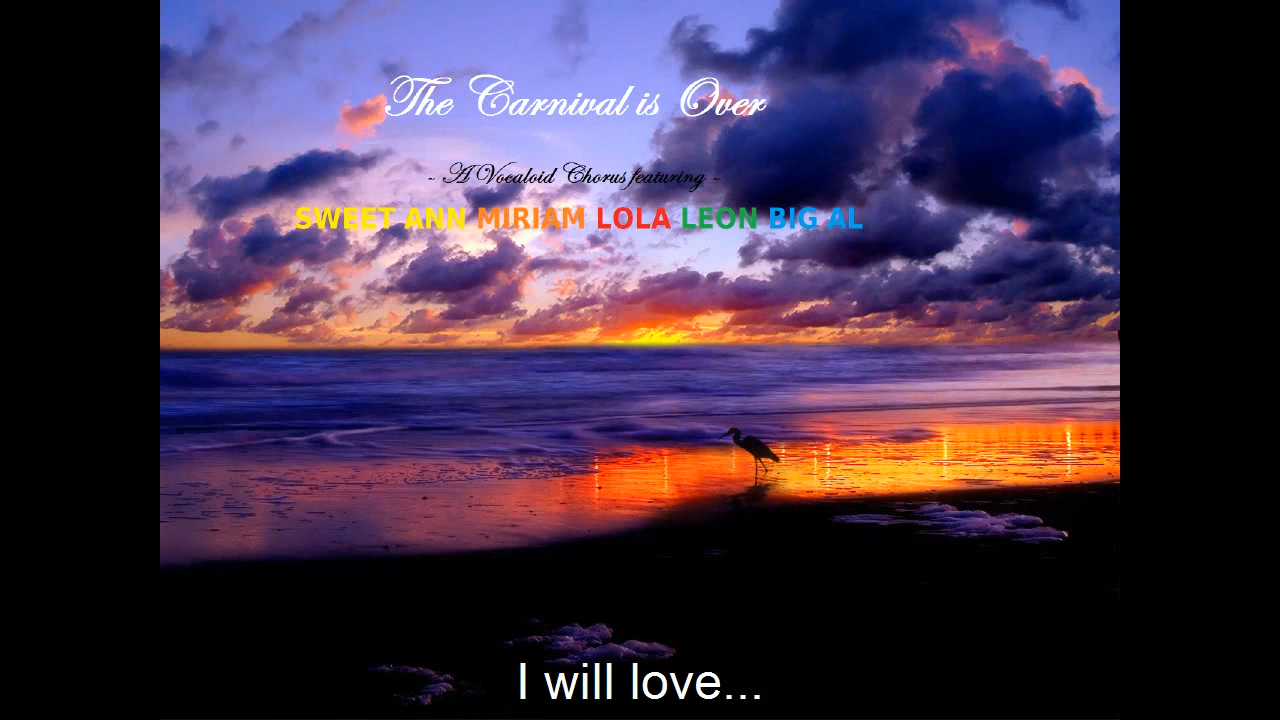 The Carnival is Over
~ A Vocaloid Chorus featuring ~
SWEET ANN MIRIAM LOLA LEON BIG AL
I will love...